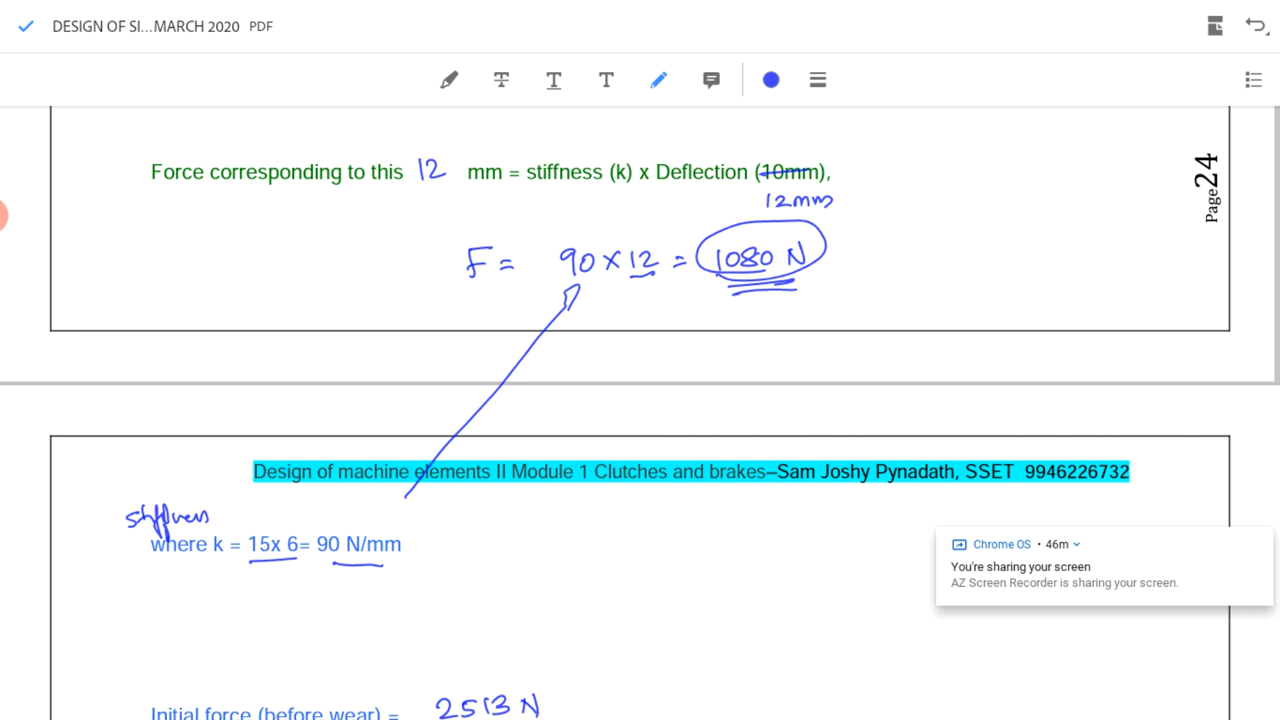 DESIGN OF SI...MARCH 2020 PDF
T T T
Force corresponding to this 12 mm = stiffness (k) x Deflection (10mm),
12mm
F = 90 x 12 = 1080 N
Page24
Design of machine elements II Module 1 Clutches and brakes–Sam Joshy Pynadath, SSET 9946226732
stiffness
where k = 15x 6= 90 N/mm
Chrome OS • 46m
You're sharing your screen
AZ Screen Recorder is sharing your screen.
Initial force (before wear) = 2513 N